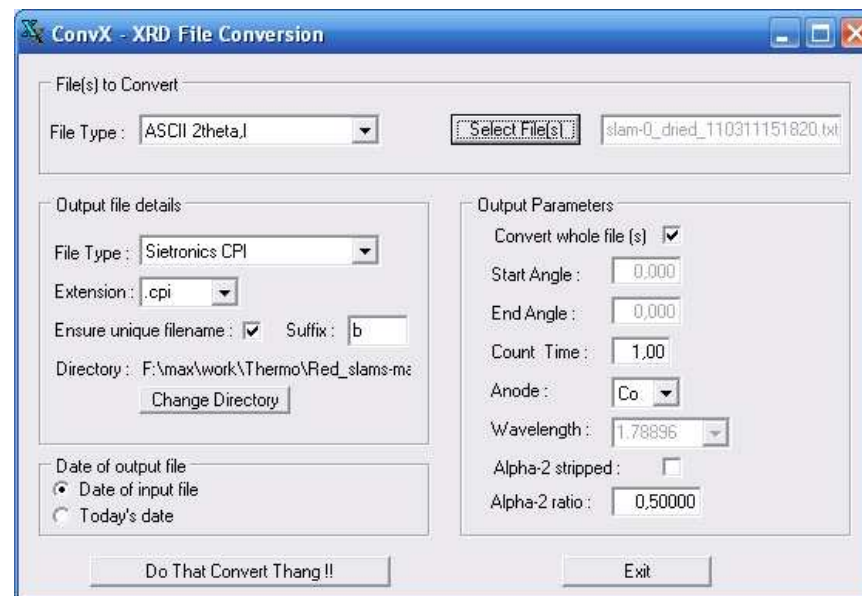 ConvX - XRD File Conversion
File(s) to Convert
File Type : ASCII 2theta,I
Select File(s)
slam-0_dried_110311151820.txt
Output file details
File Type : Sietronics CPI
Extension : .cpi
Ensure unique filename : Suffix : b
Directory : F:\max\work\Thermo\Red_slams-ma
Change Directory
Date of output file
Date of input file
Today's date
Output Parameters
Convert whole file (s)
Start Angle : 0,000
End Angle : 0,000
Count Time : 1,00
Anode : Co
Wavelength : 1.78896
Alpha-2 stripped :
Alpha-2 ratio : 0,50000
Do That Convert Thang !!
Exit